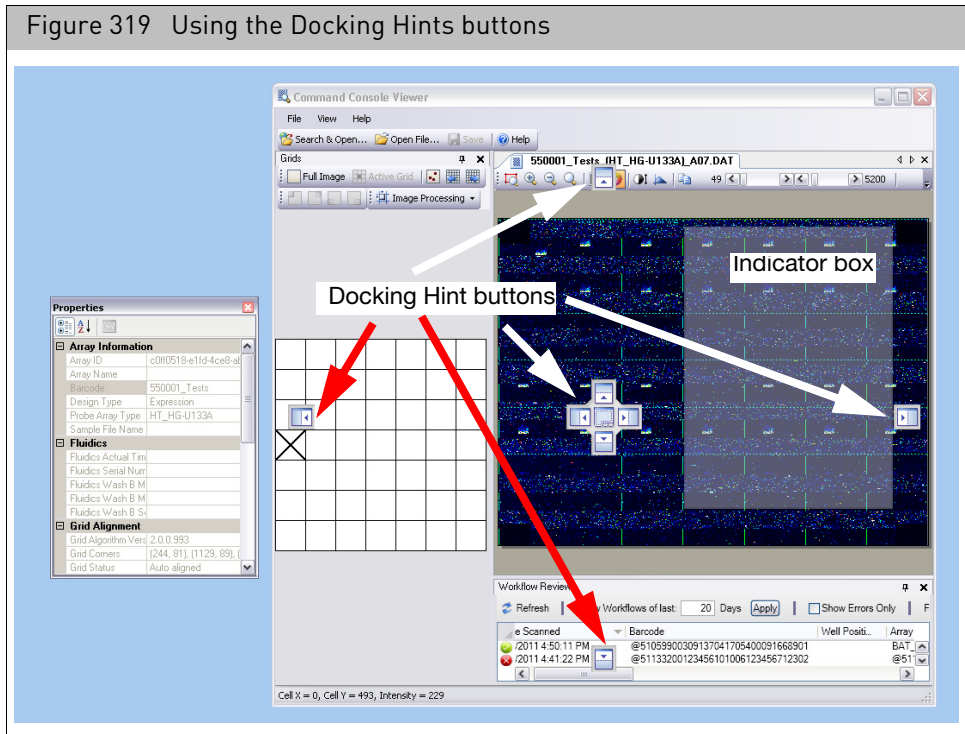 Figure 319 Using the Docking Hints buttons
Command Console Viewer
File View Help
Search & Open... Open File... Save Help
Grids
Full Image Active Grid
Image Processing
550001_Tests (HT_HG-U133A)_A07.DAT
49 5200
Indicator box
Docking Hint buttons
Properties
Array Information
Array ID c0ff0518-e1fd-4ce8-a
Array Name
Barcode 550001_Tests
Design Type Expression
Probe Array Type HT_HG-U133A
Sample File Name
Fluidics
Fluidics Actual Tim
Fluidics Serial Num
Fluidics Wash B M
Fluidics Wash B M
Fluidics Wash B S
Grid Alignment
Grid Algorithm Vers 2.0.0.993
Grid Corners (244, 81), (1129, 89), (
Grid Status Auto aligned
Workflow Review
Refresh Workflows of last: 20 Days Apply Show Errors Only F
e Scanned Barcode Well Positi... Array
/2011 4:50:11 PM @51059900309137041705400091668901 BAT_
/2011 4:41:22 PM @51133200123456101006123456712302 @51
Cell X = 0, Cell Y = 493, Intensity = 229